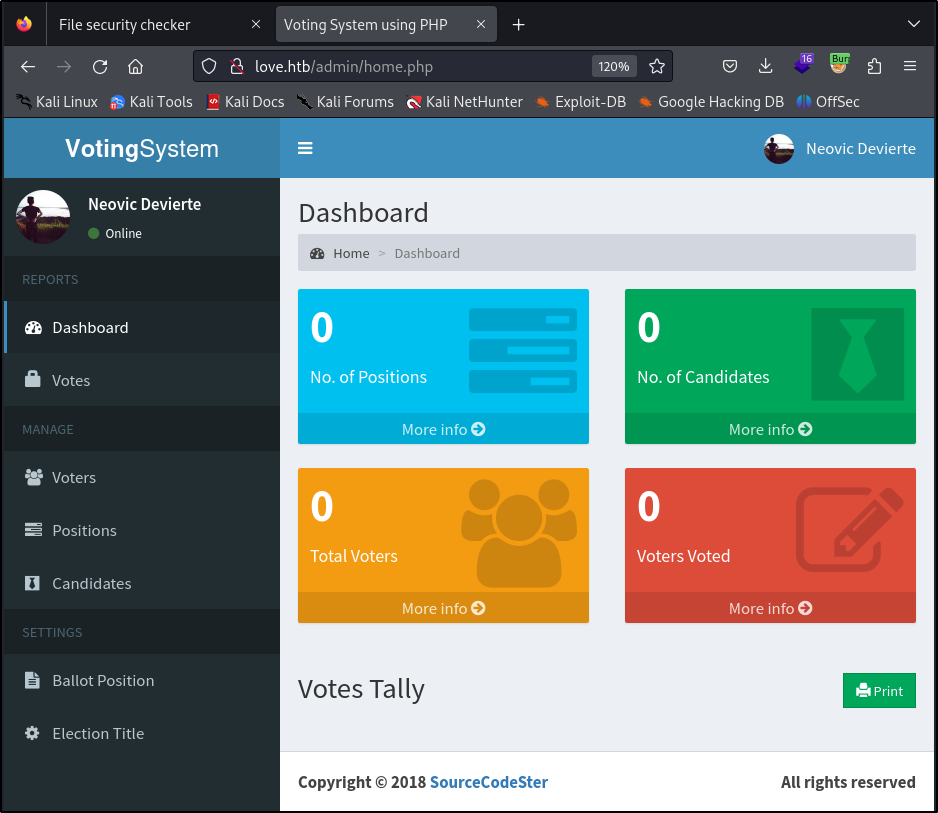 File security checker
Voting System using PHP
love.htb/admin/home.php
120%
16
Burp
Kali Linux
Kali Tools
Kali Docs
Kali Forums
Kali NetHunter
Exploit-DB
Google Hacking DB
OffSec
VotingSystem
Neovic Devierte
Neovic Devierte
Online
REPORTS
Dashboard
Votes
MANAGE
Voters
Positions
Candidates
SETTINGS
Ballot Position
Election Title
Dashboard
Home > Dashboard
0
No. of Positions
More info
0
No. of Candidates
More info
0
Total Voters
More info
0
Voters Voted
More info
Votes Tally
Print
Copyright © 2018 SourceCodeSter
All rights reserved